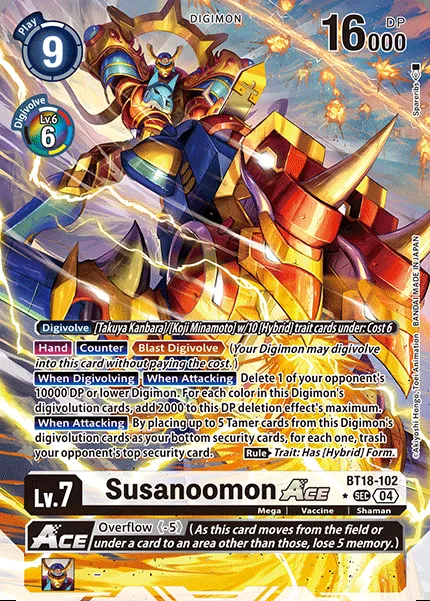 DIGIMON
Play
9
16000
DP
Digivolve
Lv.6
6
Spareribs
Digivolve [Takuya Kanbara]/[Koji Minamoto] w/10 [Hybrid] trait cards under: Cost 6
Hand Counter Blast Digivolve (Your Digimon may digivolve
into this card without paying the cost.)
When Digivolving When Attacking Delete 1 of your opponent's
10000 DP or lower Digimon. For each color in this Digimon's
digivolution cards, add 2000 to this DP deletion effect's maximum.
When Attacking By placing up to 5 Tamer cards from this Digimon's
digivolution cards as your bottom security cards, for each one, trash
your opponent's top security card. Rule Trait: Has [Hybrid] Form.
©Akiyoshi Hongo, Toei Animation BANDAI MADE IN JAPAN
Lv.7
Susanoomon ACE
BT18-102
SEC 04
Mega | Vaccine | Shaman
ACE
Overflow ‹-5› (As this card moves from the field or
under a card to an area other than those, lose 5 memory.)